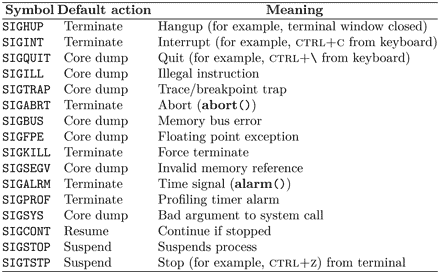 Symbol Default action Meaning
SIGHUP Terminate Hangup (for example, terminal window closed)
SIGINT Terminate Interrupt (for example, CTRL+C from keyboard)
SIGQUIT Core dump Quit (for example, CTRL+\ from keyboard)
SIGILL Core dump Illegal instruction
SIGTRAP Core dump Trace/breakpoint trap
SIGABRT Terminate Abort (abort())
SIGBUS Core dump Memory bus error
SIGFPE Core dump Floating point exception
SIGKILL Terminate Force terminate
SIGSEGV Core dump Invalid memory reference
SIGALRM Terminate Time signal (alarm())
SIGPROF Terminate Profiling timer alarm
SIGSYS Core dump Bad argument to system call
SIGCONT Resume Continue if stopped
SIGSTOP Suspend Suspends process
SIGTSTP Suspend Stop (for example, CTRL+Z) from terminal